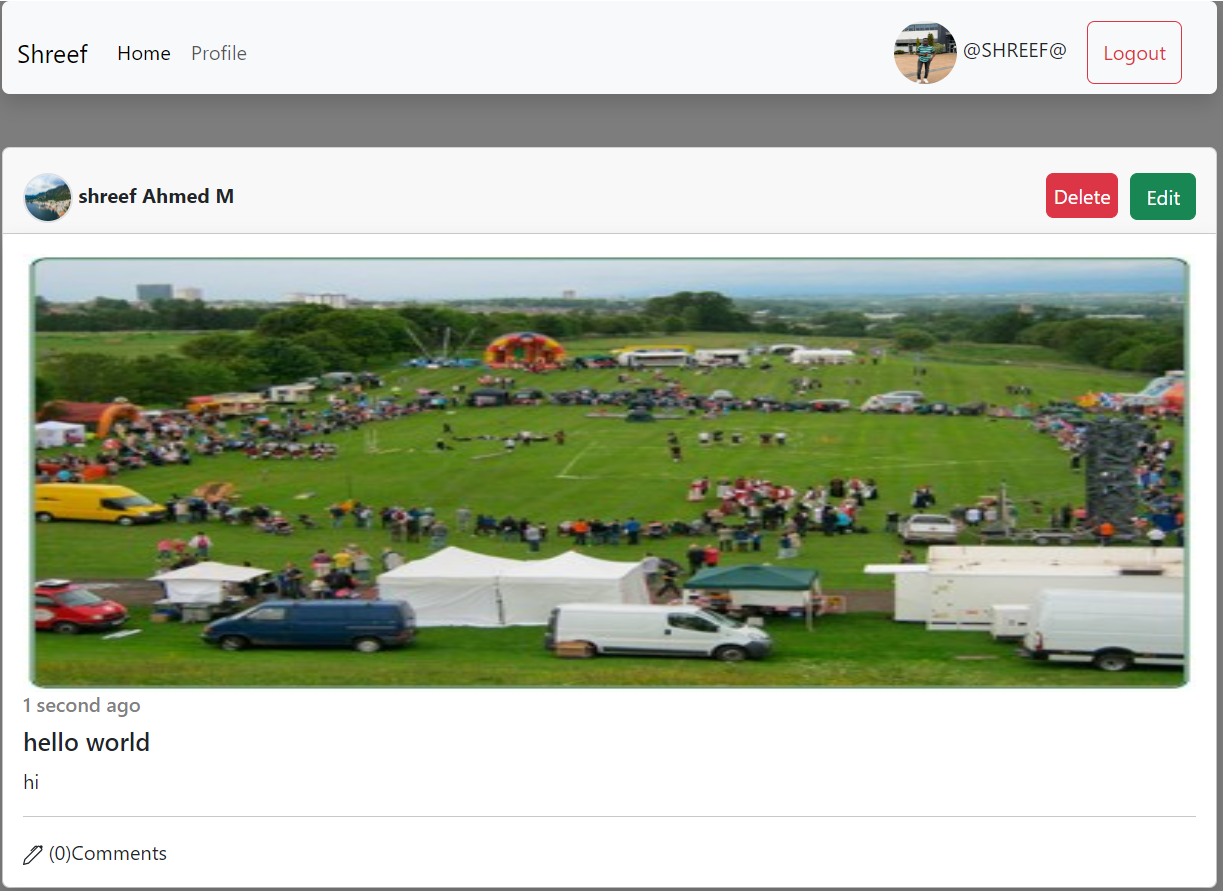 Shreef Home Profile @SHREEF@ Logout
shreef Ahmed M Delete Edit
1 second ago
hello world
hi
(0)Comments